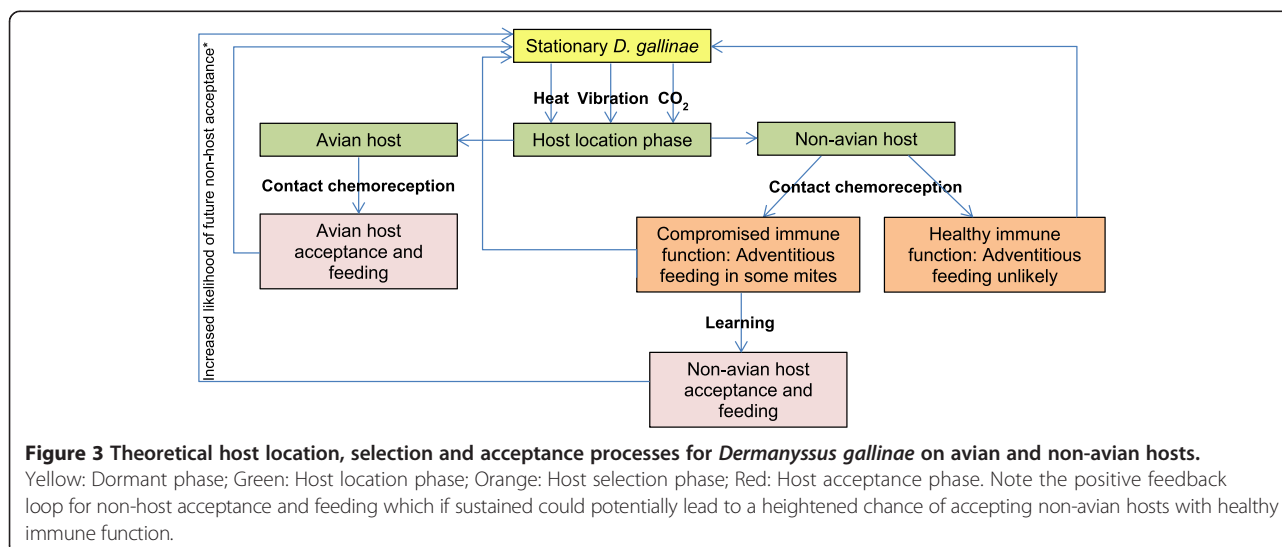 Stationary D. gallinae
Increased likelihood of future non-host acceptance*
Heat Vibration CO₂
Avian host
Host location phase
Non-avian host
Contact chemoreception
Contact chemoreception
Avian host
acceptance and
feeding
Compromised immune
function: Adventitious
feeding in some mites
Healthy immune
function: Adventitious
feeding unlikely
Learning
Non-avian host
acceptance and
feeding
Figure 3 Theoretical host location, selection and acceptance processes for Dermanyssus gallinae on avian and non-avian hosts.
Yellow: Dormant phase; Green: Host location phase; Orange: Host selection phase; Red: Host acceptance phase. Note the positive feedback
loop for non-host acceptance and feeding which if sustained could potentially lead to a heightened chance of accepting non-avian hosts with healthy
immune function.